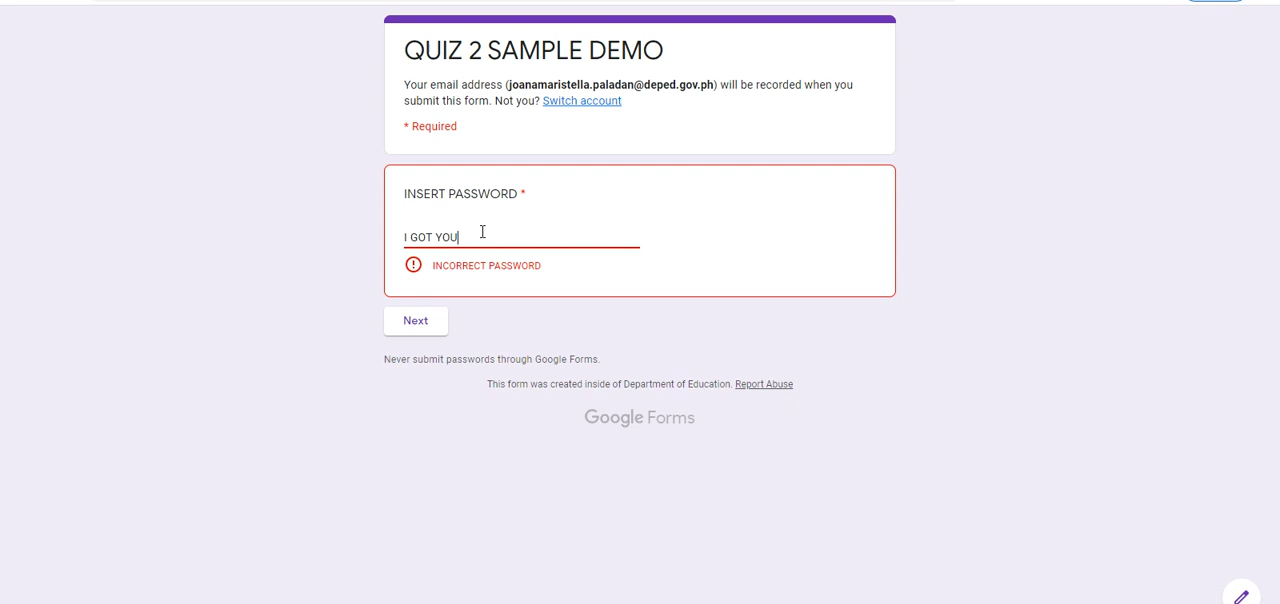 QUIZ 2 SAMPLE DEMO
Your email address (joanamaristella.paladan@deped.gov.ph) will be recorded when you
submit this form. Not you? Switch account
* Required
INSERT PASSWORD *
I GOT YOU
INCORRECT PASSWORD
Next
Never submit passwords through Google Forms.
This form was created inside of Department of Education. Report Abuse
Google Forms